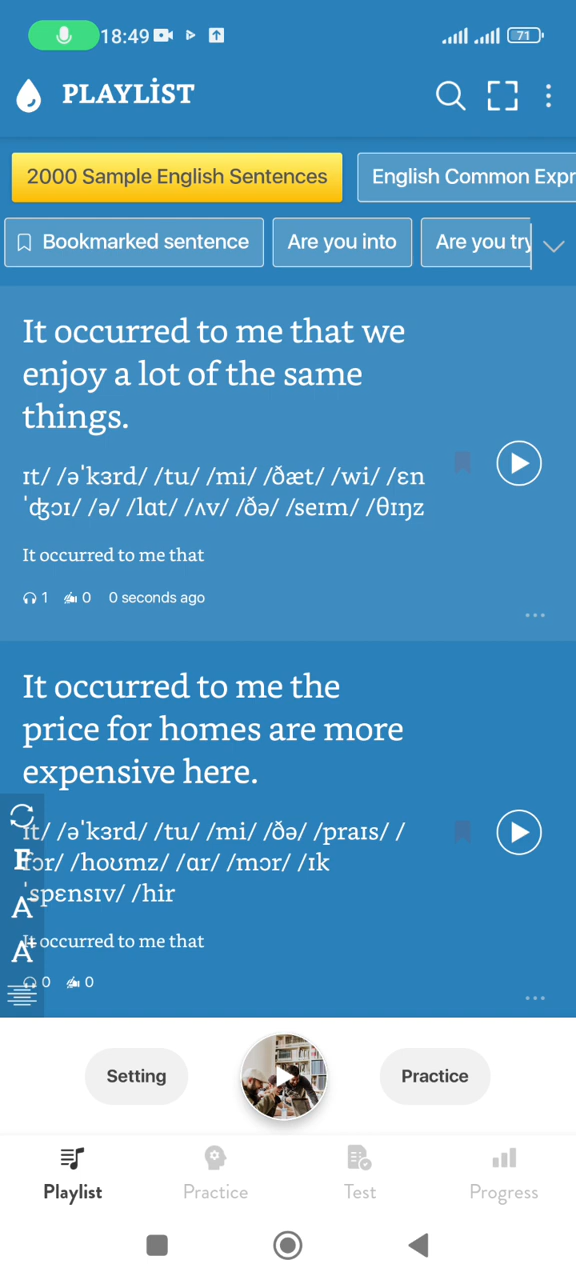 18:49
71
PLAYLİST
2000 Sample English Sentences
English Common Expr
Bookmarked sentence
Are you into
Are you try
It occurred to me that we
enjoy a lot of the same
things.
ɪt/ /əˈkɜrd/ /tu/ /mi/ /ðæt/ /wi/ /ɛn
ˈʤɔɪ/ /ə/ /lɑt/ /ʌv/ /ðə/ /seɪm/ /θɪŋz
It occurred to me that
1 0 0 seconds ago
It occurred to me the
price for homes are more
expensive here.
ɪt/ /əˈkɜrd/ /tu/ /mi/ /ðə/ /praɪs/ /
fɔr/ /hoʊmz/ /ɑr/ /mɔr/ /ɪk
ˈspɛnsɪv/ /hir
It occurred to me that
0 0
E
A-
A+
Setting
Practice
Playlist
Practice
Test
Progress